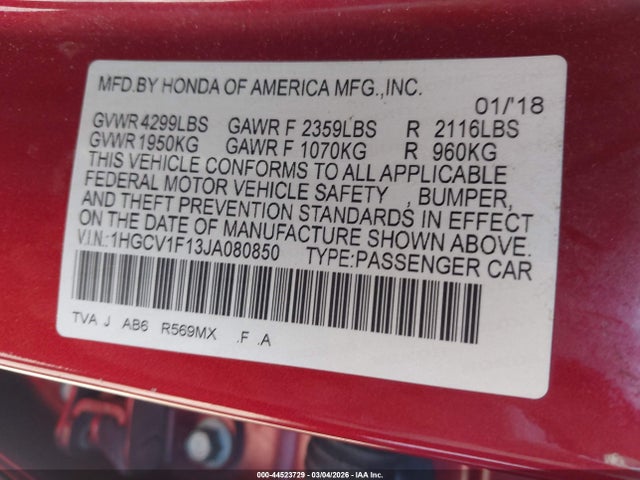 MFD.BY HONDA OF AMERICA MFG.,INC.
01/'18
GVWR 4299LBS GAWR F 2359LBS R 2116LBS
GVWR 1950KG GAWR F 1070KG R 960KG
THIS VEHICLE CONFORMS TO ALL APPLICABLE
FEDERAL MOTOR VEHICLE SAFETY , BUMPER,
AND THEFT PREVENTION STANDARDS IN EFFECT
ON THE DATE OF MANUFACTURE SHOWN ABOVE.
V.I.N.:1HGCV1F13JA080850 TYPE:PASSENGER CAR
TVA J AB6 R569MX .F .A
000-44523729 - 03/04/2026 - IAA Inc.